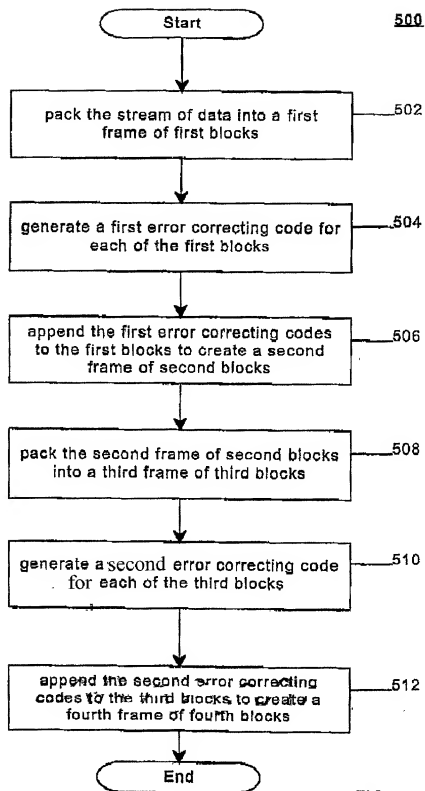 Start
500
pack the stream of data into a first
frame of first blocks
502
generate a first error correcting code for
each of the first blocks
504
append the first error correcting codes
to the first blocks to create a second
frame of second blocks
506
pack the second frame of second blocks
into a third frame of third blocks
508
generate a second error correcting code
for each of the third blocks
510
append the second error correcting
codes to the third blocks to create a
fourth frame of fourth blocks
512
End